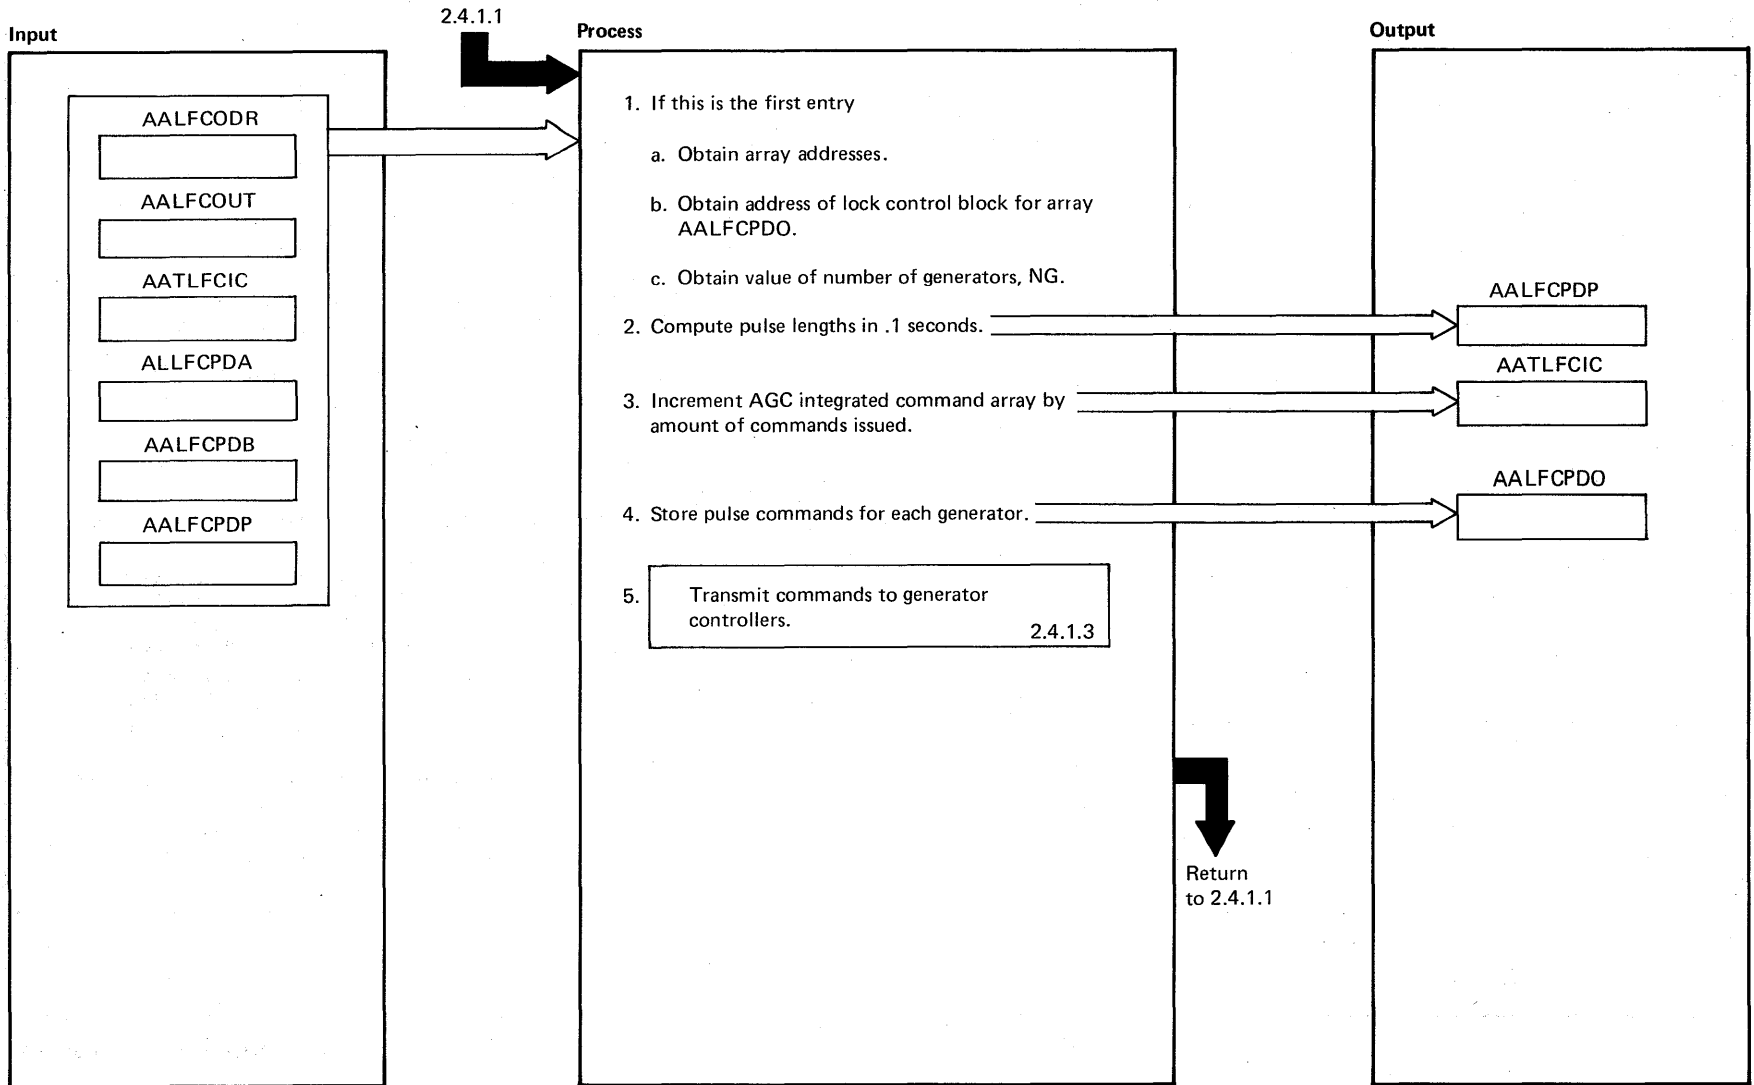 2.4.1.1
Input
Process
Output
AALFCODR
AALFCOUT
AATLFCIC
ALLFCPDA
AALFCPDB
AALFCPDP
1. If this is the first entry
a. Obtain array addresses.
b. Obtain address of lock control block for array
AALFCPDO.
c. Obtain value of number of generators, NG.
2. Compute pulse lengths in .1 seconds.
3. Increment AGC integrated command array by
amount of commands issued.
4. Store pulse commands for each generator.
5. Transmit commands to generator
controllers.
2.4.1.3
Return
to 2.4.1.1
AALFCPDP
AATLFCIC
AALFCPDO